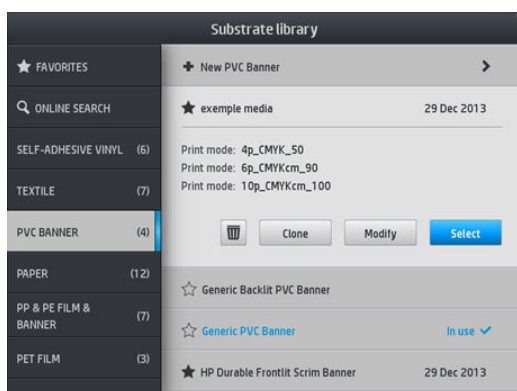 Substrate library
FAVORITES
ONLINE SEARCH
SELF-ADHESIVE VINYL (6)
TEXTILE (7)
PVC BANNER (4)
PAPER (12)
PP & PE FILM &
BANNER (7)
PET FILM (3)
New PVC Banner
exemple media 29 Dec 2013
Print mode: 4p_CMYK_50
Print mode: 6p_CMYKcm_90
Print mode: 10p_CMYKcm_100
Clone Modify Select
Generic Backlit PVC Banner
Generic PVC Banner In use
HP Durable Frontlit Scrim Banner 29 Dec 2013